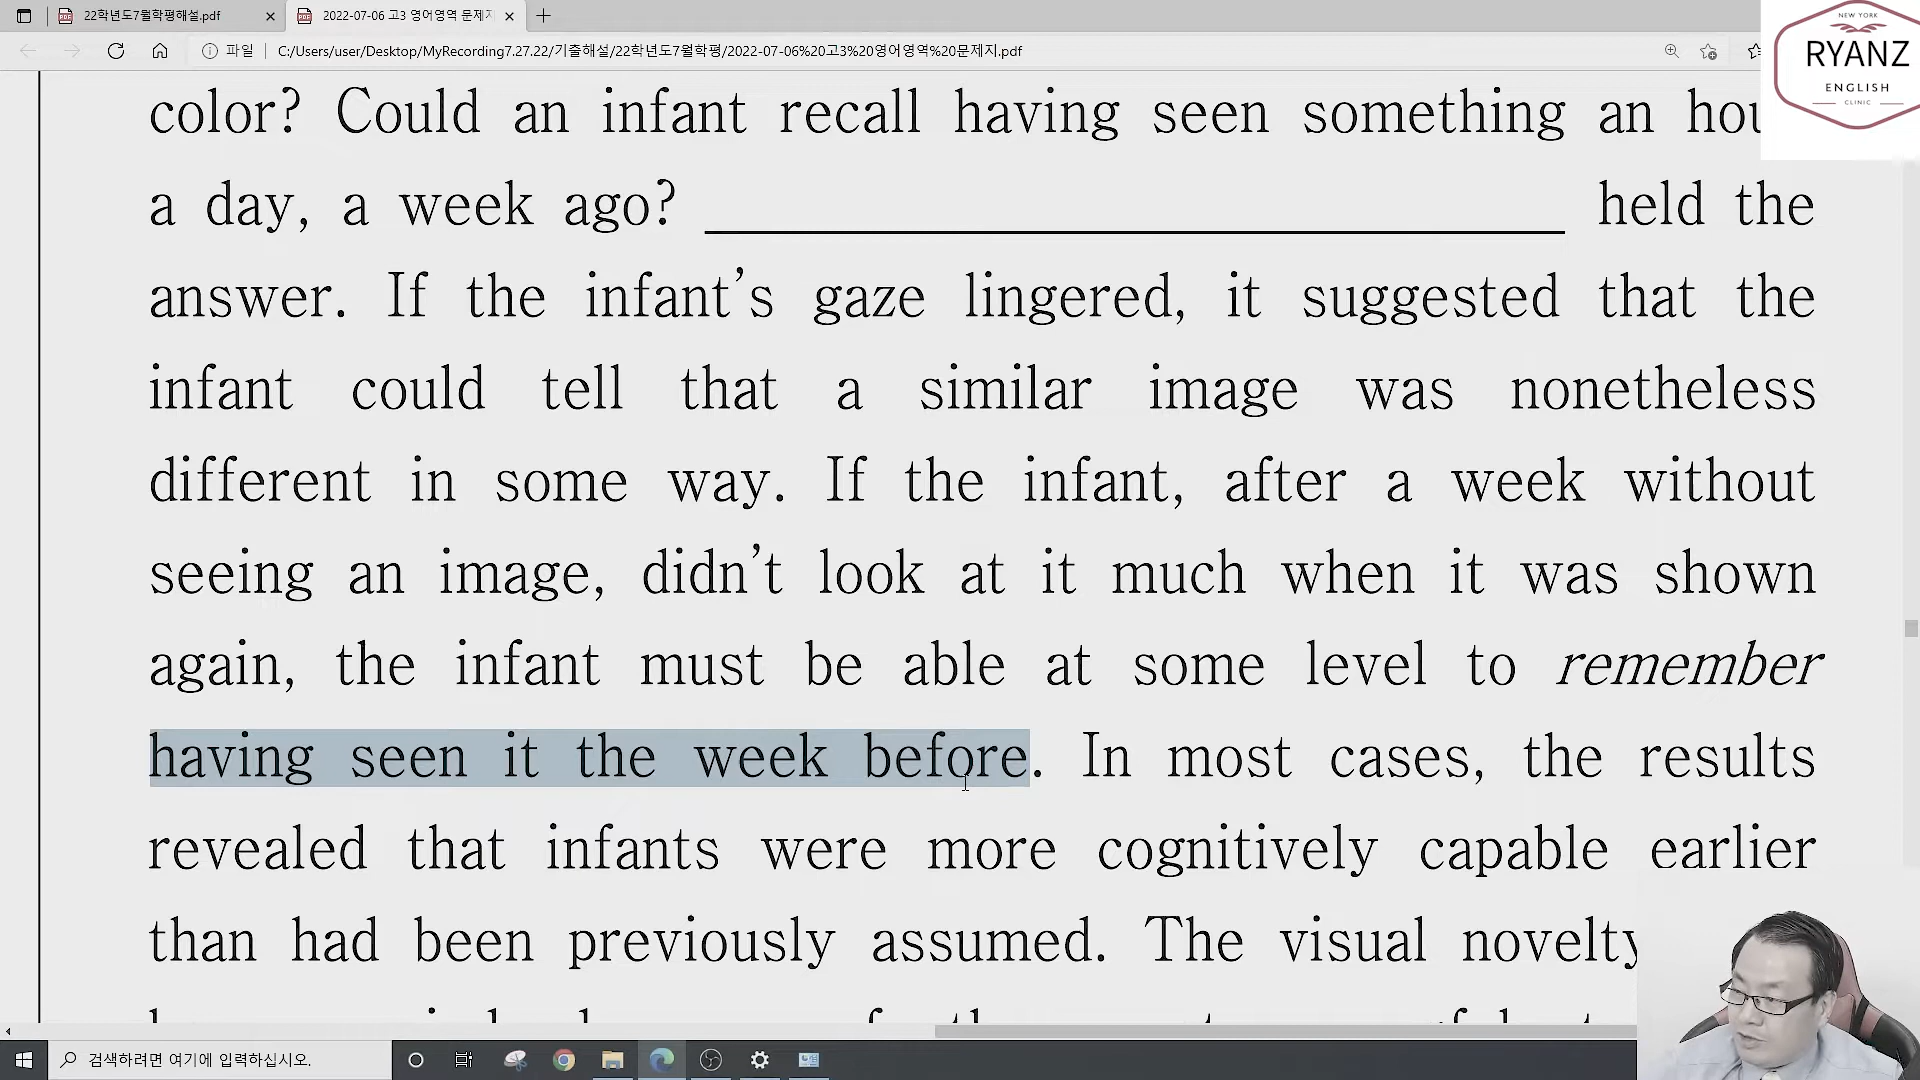 22학년도7월학평해설.pdf
2022-07-06 고3 영어영역 문제지
파일 C:/Users/user/Desktop/MyRecording7.27.22/기출해설/22학년도7월학평/2022-07-06%20고3%20영어영역%20문제지.pdf
NEW YORK
RYANZ
ENGLISH
CLINIC
color? Could an infant recall having seen something an
a day, a week ago? held the
answer. If the infant's gaze lingered, it suggested that the
infant could tell that a similar image was nonetheless
different in some way. If the infant, after a week without
seeing an image, didn't look at it much when it was shown
again, the infant must be able at some level to remember
having seen it the week before. In most cases, the results
revealed that infants were more cognitively capable earlier
than had been previously assumed. The visual novelty
검색하려면 여기에 입력하십시오.